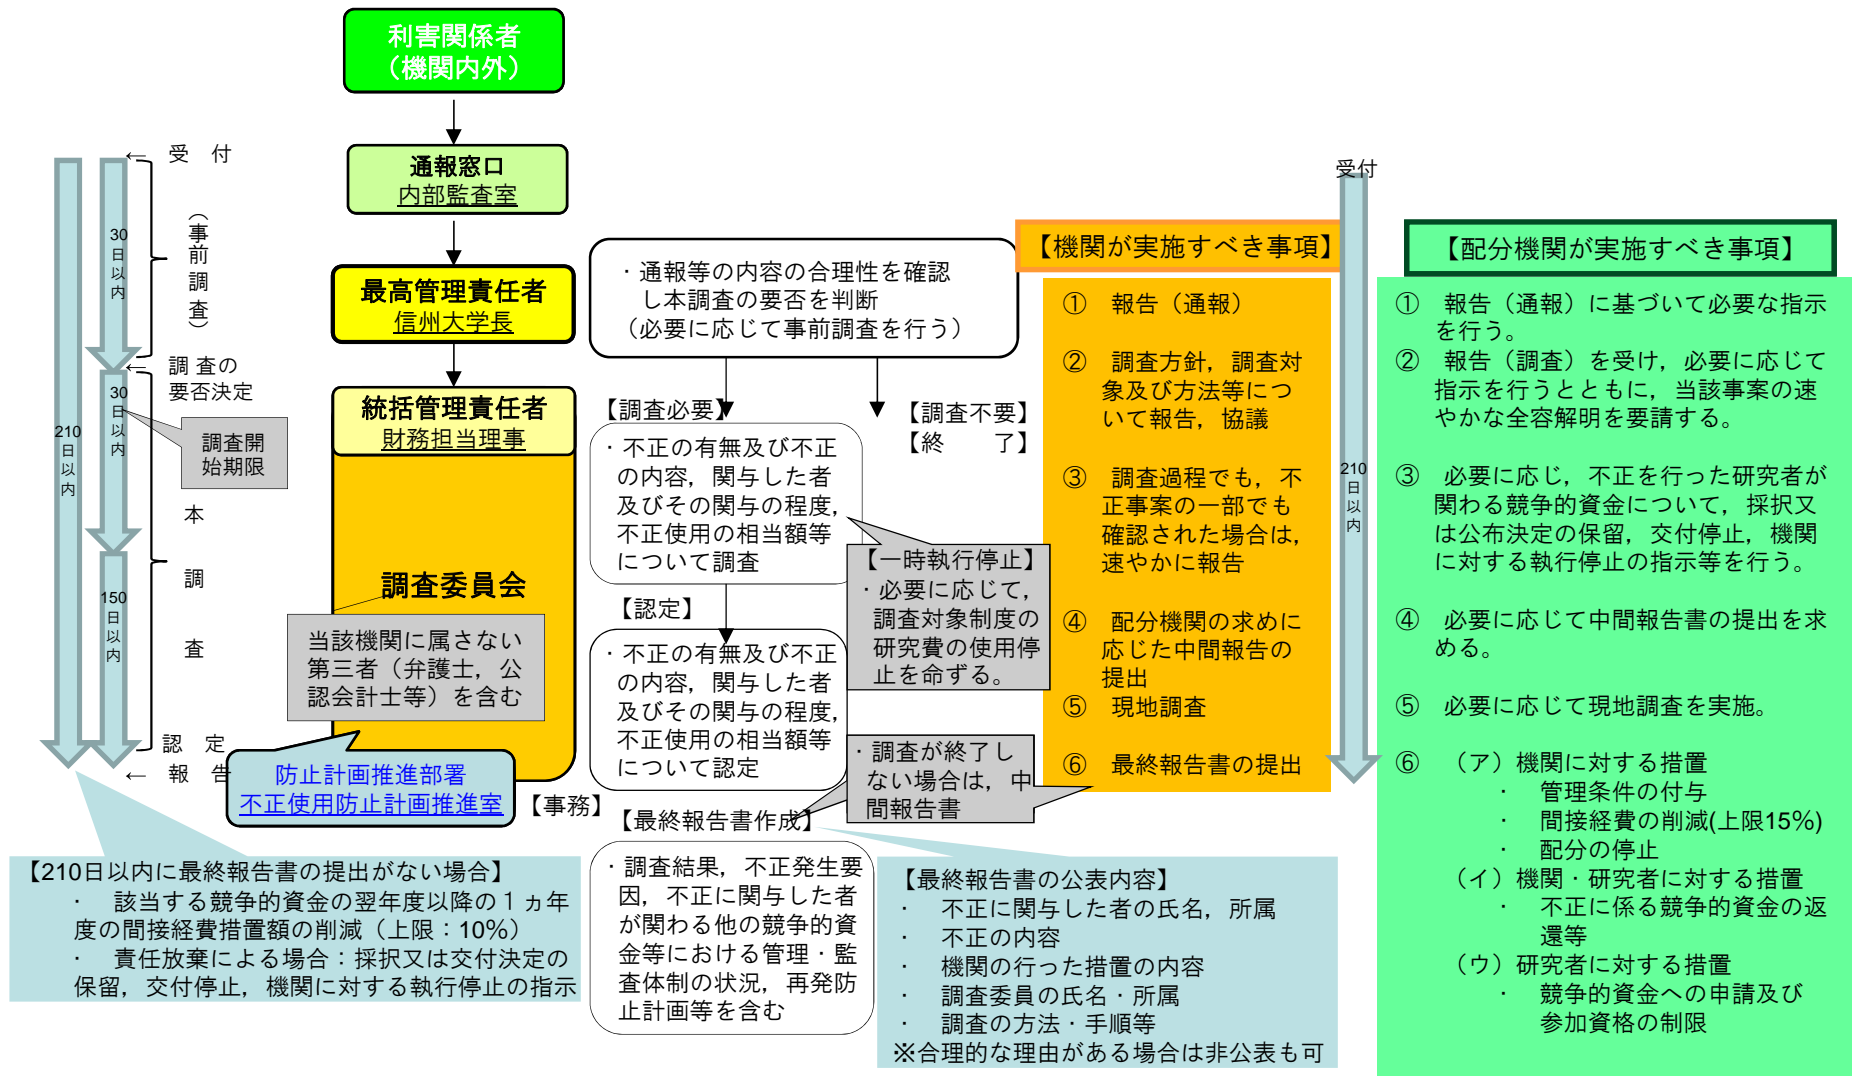 利害関係者
（機関内外）
通報窓口
内部監査室
最高管理責任者
信州大学長
統括管理責任者
財務担当理事
調査委員会
当該機関に属さない
第三者（弁護士，公
認会計士等）を含む
防止計画推進部署
不正使用防止計画推進室
【事務】
← 受　付
（事前調査）
30日以内
← 調 査の
要否決定
30日以内
調査開
始期限
210日以内
本
調
査
150日以内
認　定
← 報　告
【210日以内に最終報告書の提出がない場合】
・　該当する競争的資金の翌年度以降の１ヵ年
度の間接経費措置額の削減（上限：10％）
・　責任放棄による場合：採択又は交付決定の
保留，交付停止，機関に対する執行停止の指示
・通報等の内容の合理性を確認
し本調査の要否を判断
（必要に応じて事前調査を行う）
【調査必要】
【調査不要】
【終　　了】
・不正の有無及び不正
の内容，関与した者
及びその関与の程度，
不正使用の相当額等
について調査
【一時執行停止】
・必要に応じて，
調査対象制度の
研究費の使用停
止を命ずる。
【認定】
・不正の有無及び不正
の内容，関与した者
及びその関与の程度，
不正使用の相当額等
について認定
・調査が終了し
ない場合は，中
間報告書
【最終報告書作成】
・調査結果，不正発生要
因，不正に関与した者
が関わる他の競争的資
金等における管理・監
査体制の状況，再発防
止計画等を含む
【最終報告書の公表内容】
・　不正に関与した者の氏名，所属
・　不正の内容
・　機関の行った措置の内容
・　調査委員の氏名・所属
・　調査の方法・手順等
※合理的な理由がある場合は非公表も可
【機関が実施すべき事項】
①　報告（通報）
②　調査方針，調査対
象及び方法等につ
いて報告，協議
③　調査過程でも，不
正事案の一部でも
確認された場合は，
速やかに報告
④　配分機関の求めに
応じた中間報告の
提出
⑤　現地調査
⑥　最終報告書の提出
受付
210日以内
【配分機関が実施すべき事項】
①　報告（通報）に基づいて必要な指示
を行う。
②　報告（調査）を受け，必要に応じて
指示を行うとともに，当該事案の速
やかな全容解明を要請する。
③　必要に応じ，不正を行った研究者が
関わる競争的資金について，採択又
は公布決定の保留，交付停止，機関
に対する執行停止の指示等を行う。
④　必要に応じて中間報告書の提出を求
める。
⑤　必要に応じて現地調査を実施。
⑥　（ア）機関に対する措置
・　管理条件の付与
・　間接経費の削減(上限15％)
・　配分の停止
（イ）機関・研究者に対する措置
・　不正に係る競争的資金の返
還等
（ウ）研究者に対する措置
・　競争的資金への申請及び
参加資格の制限